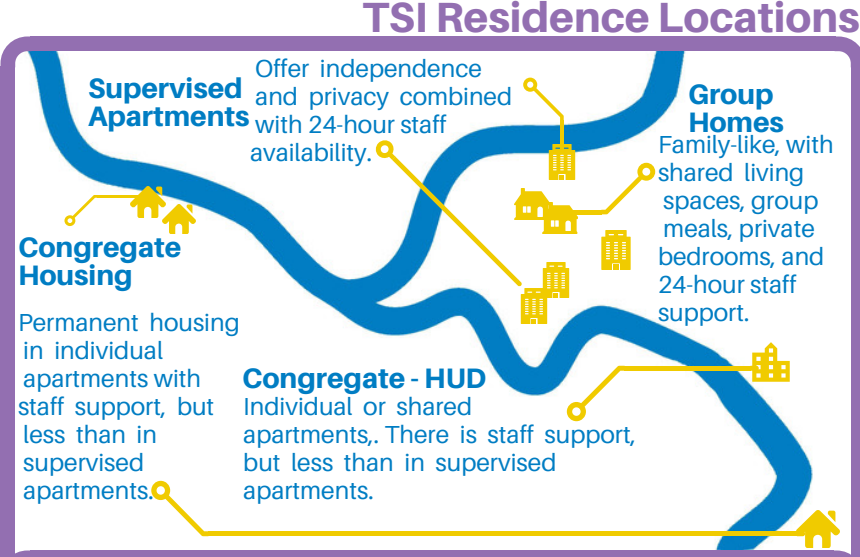 TSI Residence Locations
Supervised
Apartments
Offer independence
and privacy combined
with 24-hour staff
availability.
Group
Homes
Family-like, with
shared living
spaces, group
meals, private
bedrooms, and
24-hour staff
support.
Congregate
Housing
Permanent housing
in individual
apartments with
staff support, but
less than in
supervised
apartments.
Congregate - HUD
Individual or shared
apartments,. There is staff support,
but less than in supervised
apartments.